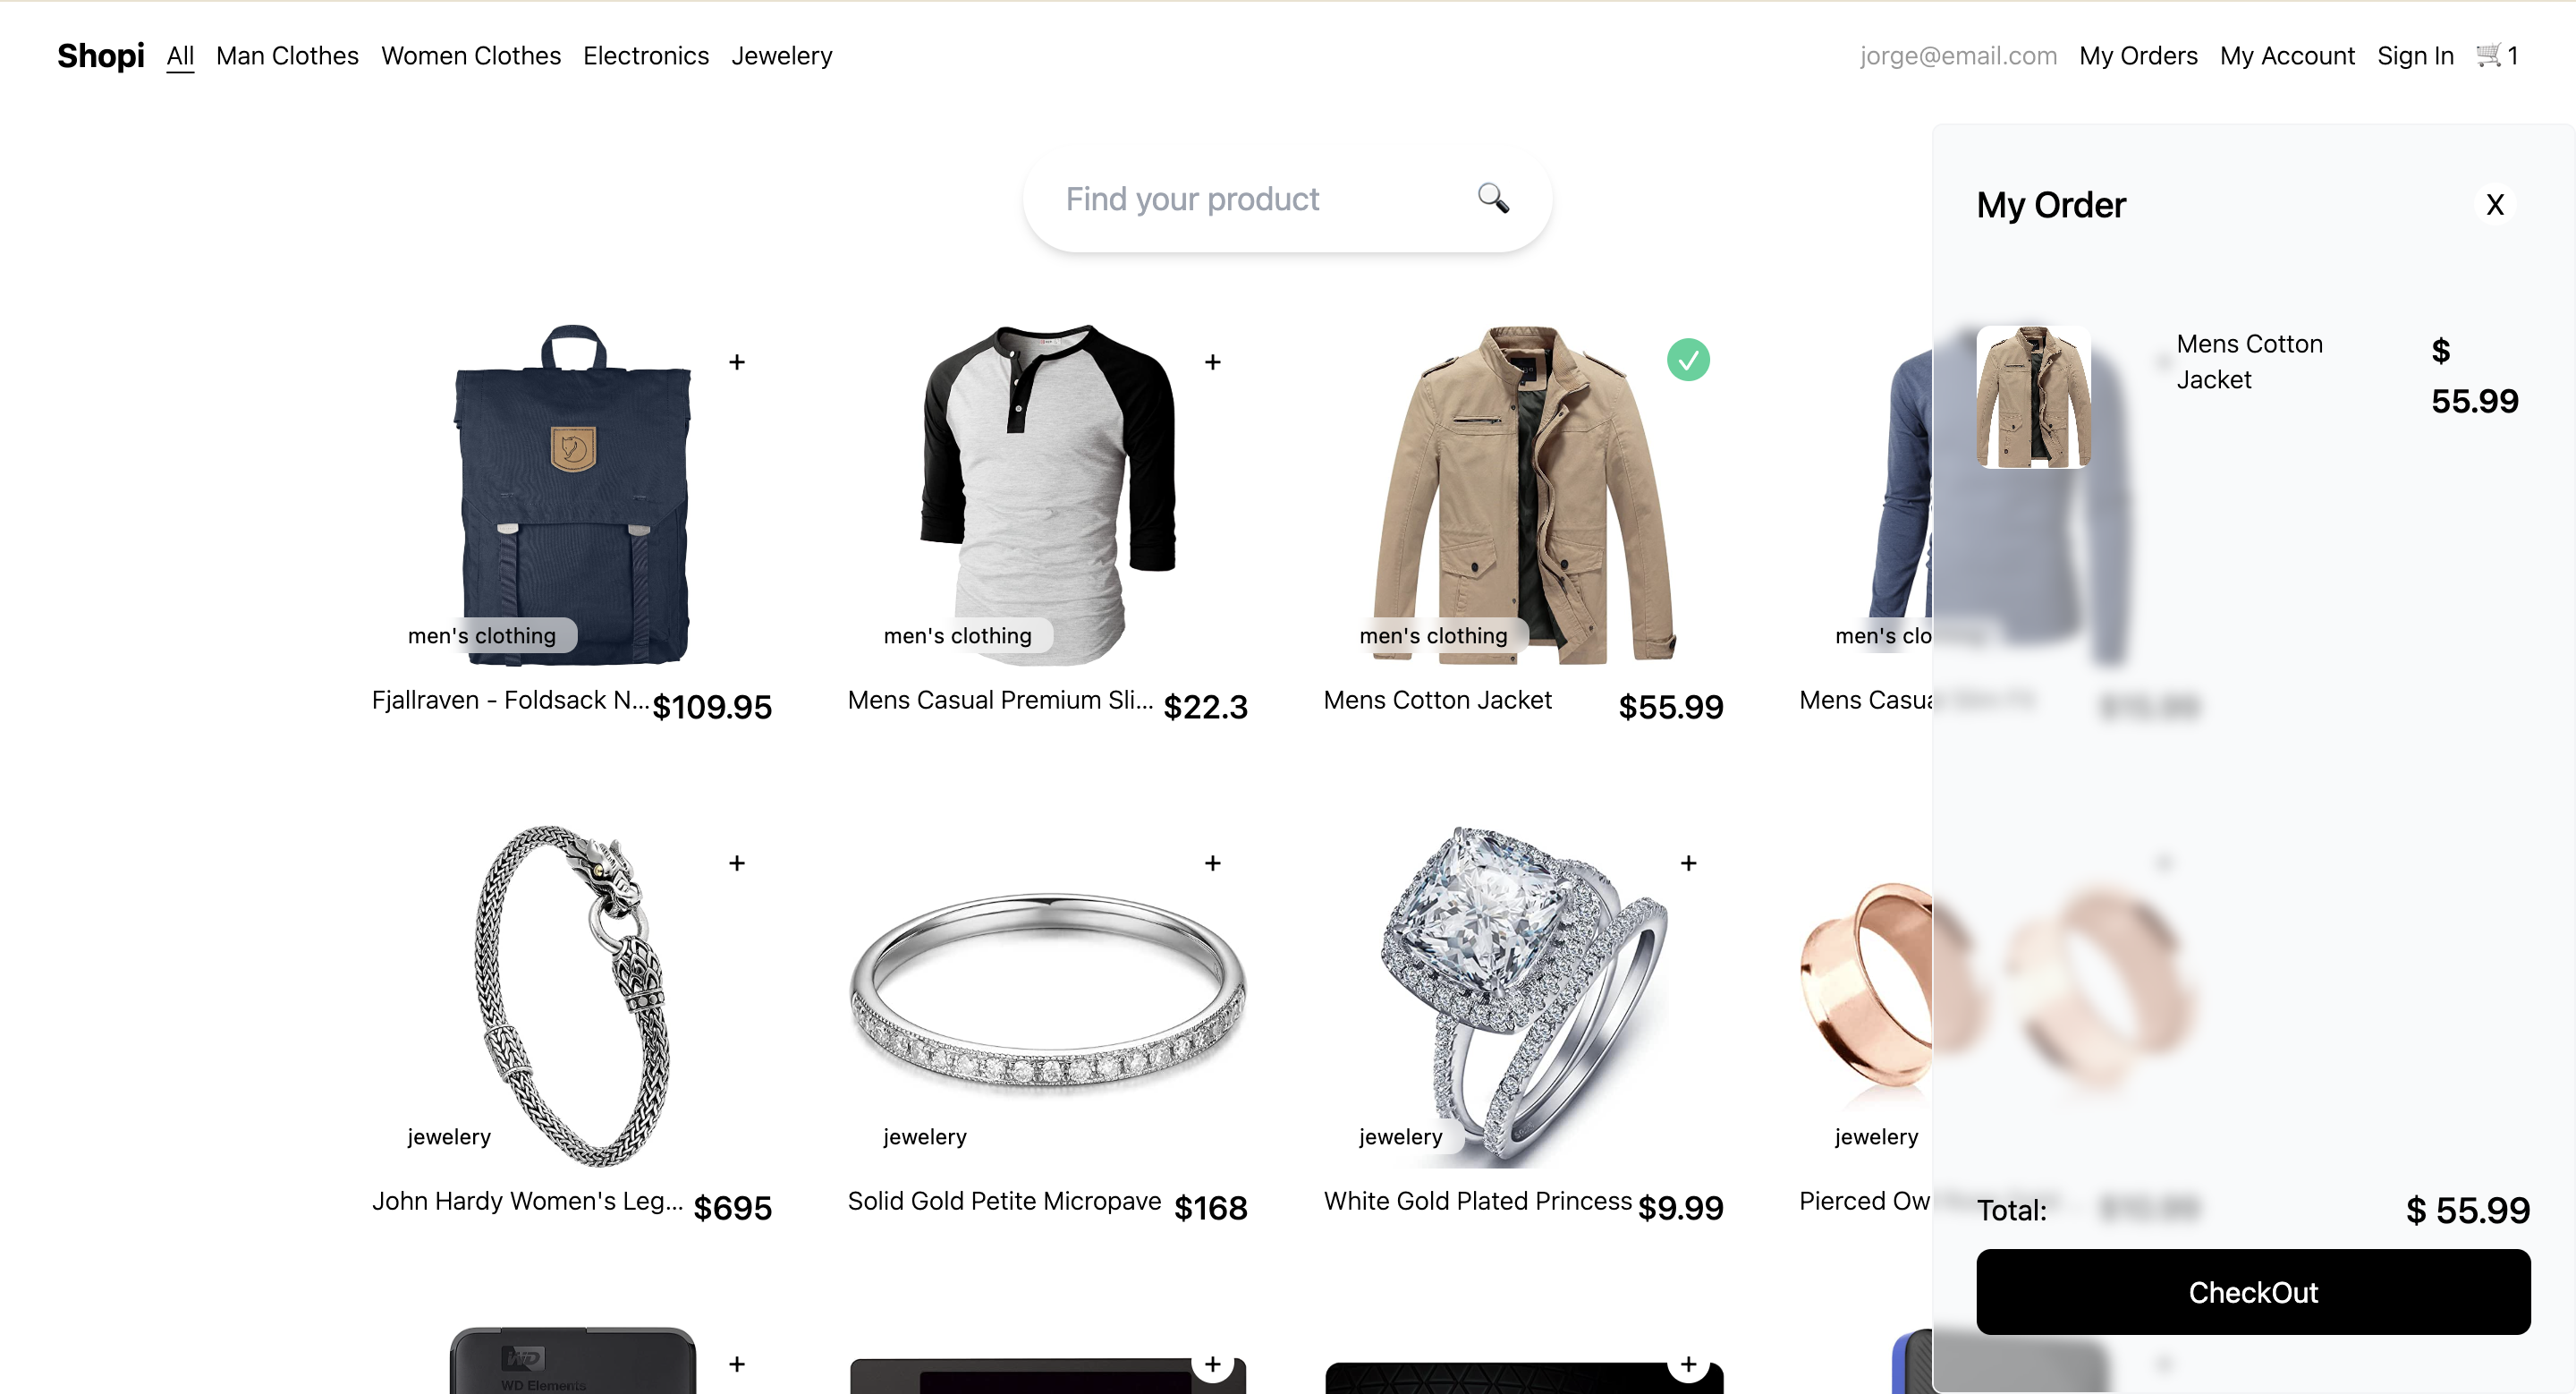 Shopi All Man Clothes Women Clothes Electronics Jewelery
jorge@email.com My Orders My Account Sign In 🛒1
Find your product 🔍
My Order X
Mens Cotton
Jacket
$
55.99
+
+
men's clothing
men's clothing
men's clothing
men's clo
Fjallraven - Foldsack N... $109.95
Mens Casual Premium Sli... $22.3
Mens Cotton Jacket $55.99
Mens Casua
+
+
+
jewelery
jewelery
jewelery
jewelery
John Hardy Women's Leg... $695
Solid Gold Petite Micropave $168
White Gold Plated Princess $9.99
Pierced Ow
Total: $ 55.99
CheckOut
+
+
+
WD
WD Elements